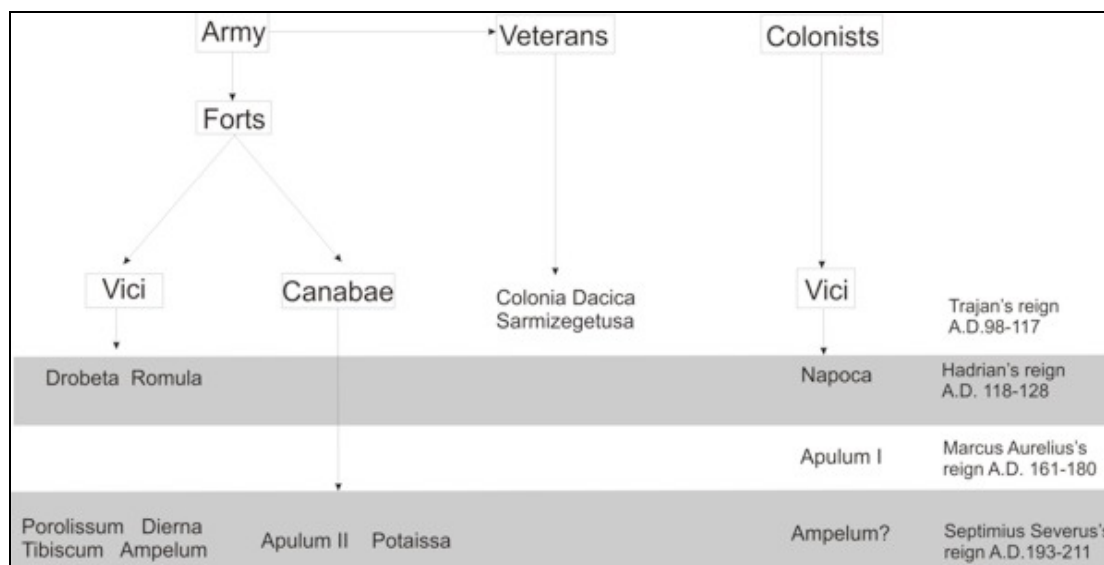 Army
Veterans
Colonists
Forts
Vici
Canabae
Colonia Dacica
Sarmizegetusa
Vici
Trajan's reign
A.D.98-117
Drobeta Romula
Napoca
Hadrian's reign
A.D. 118-128
Apulum I
Marcus Aurelius's
reign A.D. 161-180
Porolissum Dierna
Tibiscum Ampelum
Apulum II Potaissa
Ampelum?
Septimius Severus's
reign A.D.193-211